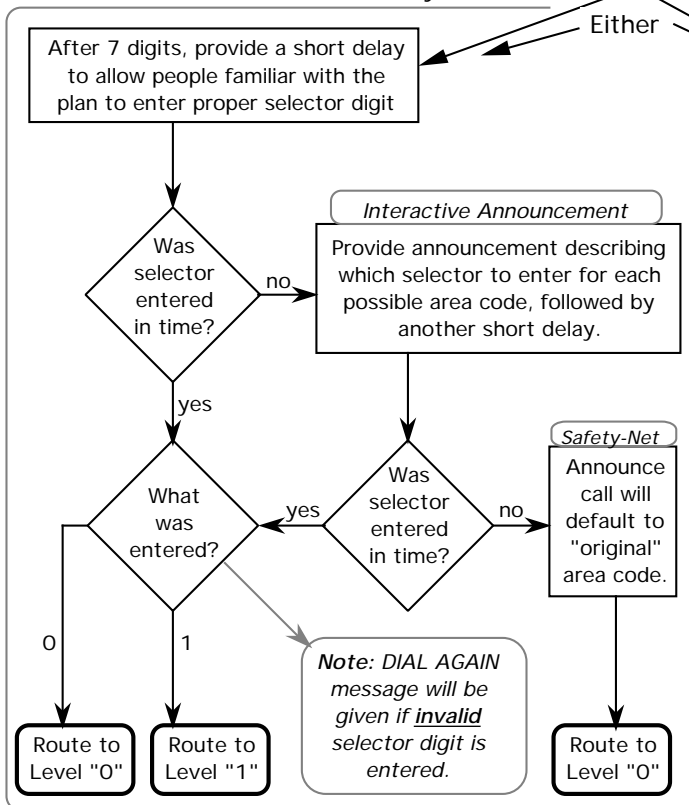 Either
After 7 digits, provide a short delay
to allow people familiar with the
plan to enter proper selector digit
Was
selector
entered
in time?
no
yes
Interactive Announcement
Provide announcement describing
which selector to enter for each
possible area code, followed by
another short delay.
What
was
entered?
yes
Was
selector
entered
in time?
no
Safety-Net
Announce
call will
default to
"original"
area code.
0
1
Note: DIAL AGAIN
message will be
given if invalid
selector digit is
entered.
Route to
Level "0"
Route to
Level "1"
Route to
Level "0"